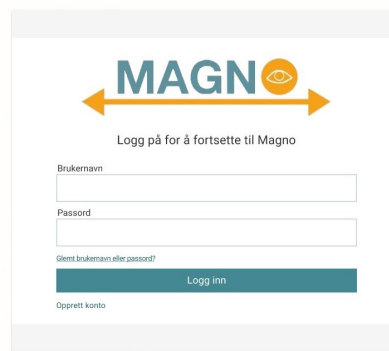 MAGNO
Logg på for å fortsette til Magno
Brukernavn
Passord
Glemt brukernavn eller passord?
Logg inn
Opprett konto